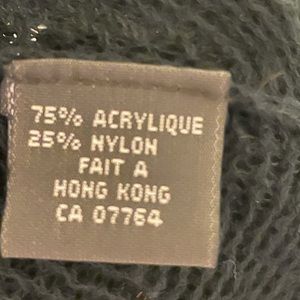 75% ACRYLIQUE
25% NYLON
FAIT A
HONG KONG
CA 07764